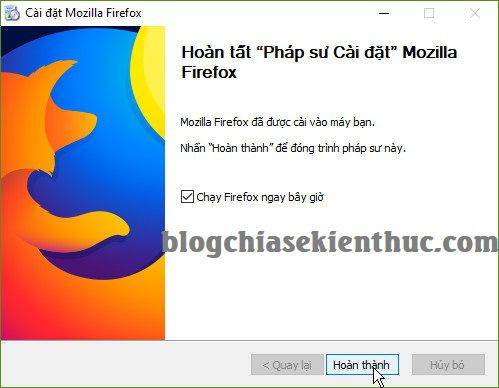 Cài đặt Mozilla Firefox
Hoàn tất “Pháp sư Cài đặt” Mozilla
Firefox
Mozilla Firefox đã được cài vào máy bạn.
Nhấn “Hoàn thành” để đóng trình pháp sư này.
Chạy Firefox ngay bây giờ
blogchiasekienthuc.com
< Quay lại
Hoàn thành
Hủy bỏ